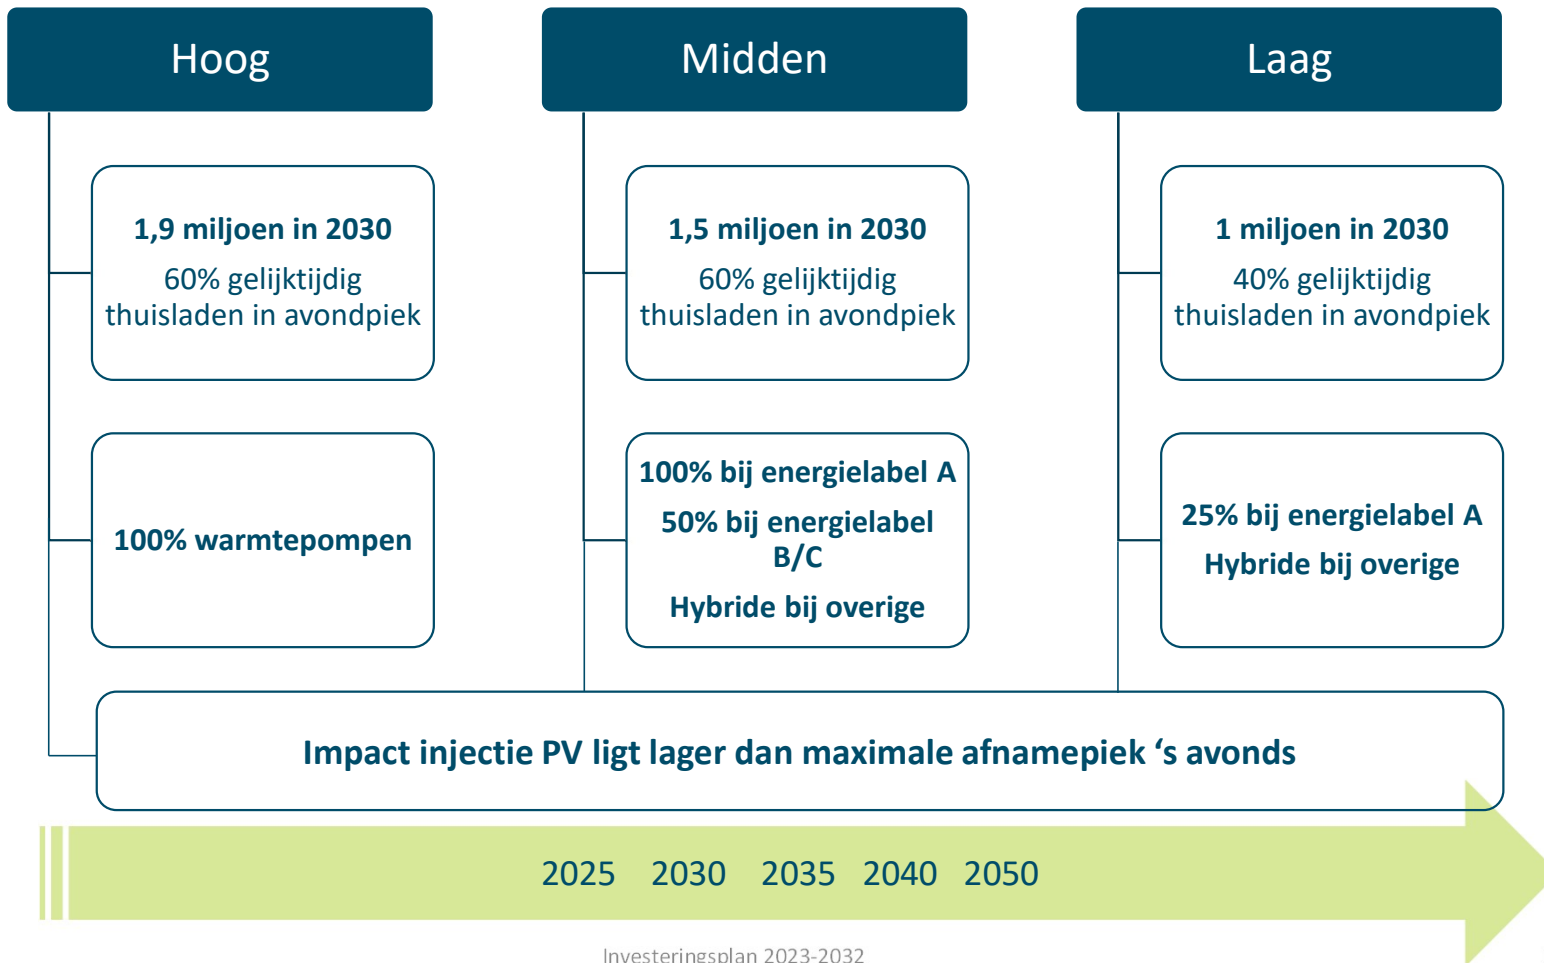 Hoog
Midden
Laag
1,9 miljoen in 2030
60% gelijktijdig
thuisladen in avondpiek
1,5 miljoen in 2030
60% gelijktijdig
thuisladen in avondpiek
1 miljoen in 2030
40% gelijktijdig
thuisladen in avondpiek
100% warmtepompen
100% bij energielabel A
50% bij energielabel
B/C
Hybride bij overige
25% bij energielabel A
Hybride bij overige
Impact injectie PV ligt lager dan maximale afnamepiek ‘s avonds
2025 2030 2035 2040 2050
Investeringsplan 2023-2032